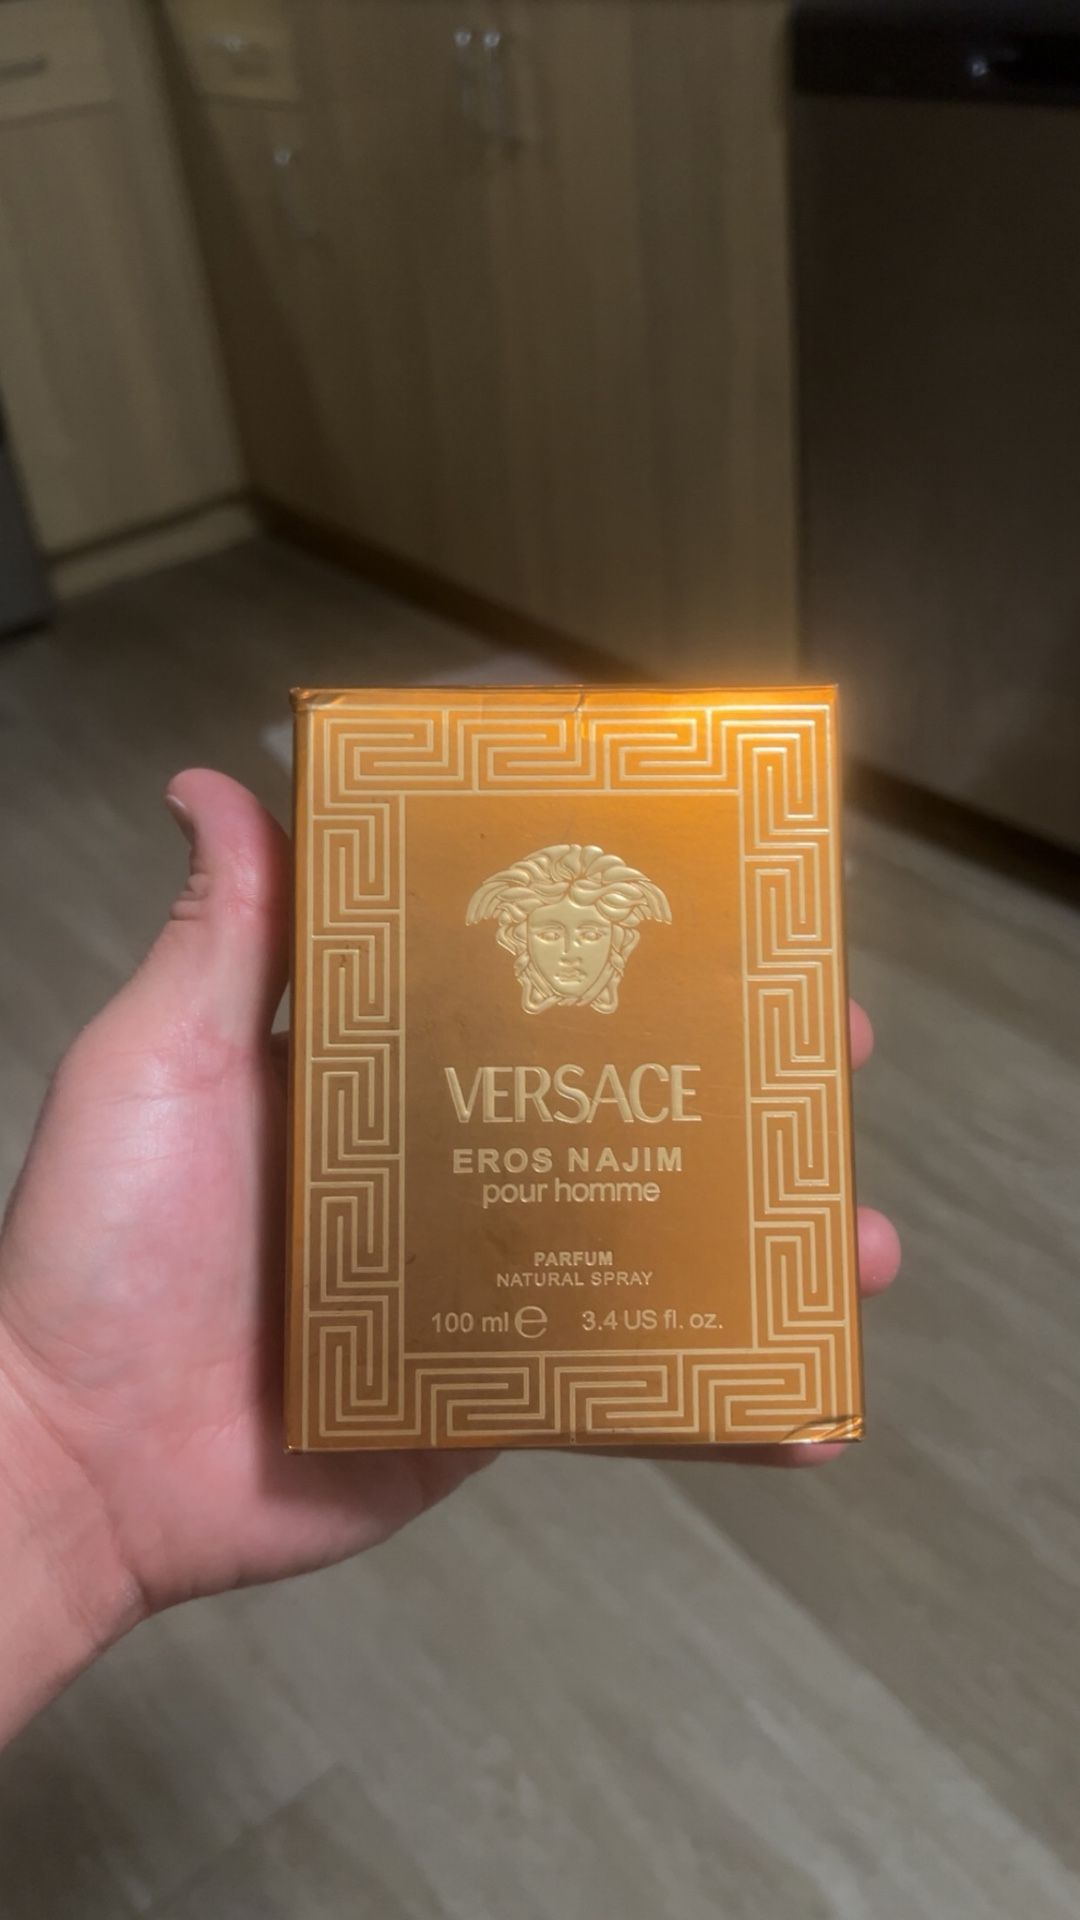 VERSACE
EROS NAJIM
pour homme
PARFUM
NATURAL SPRAY
100 ml ℮ 3.4 US fl. oz.